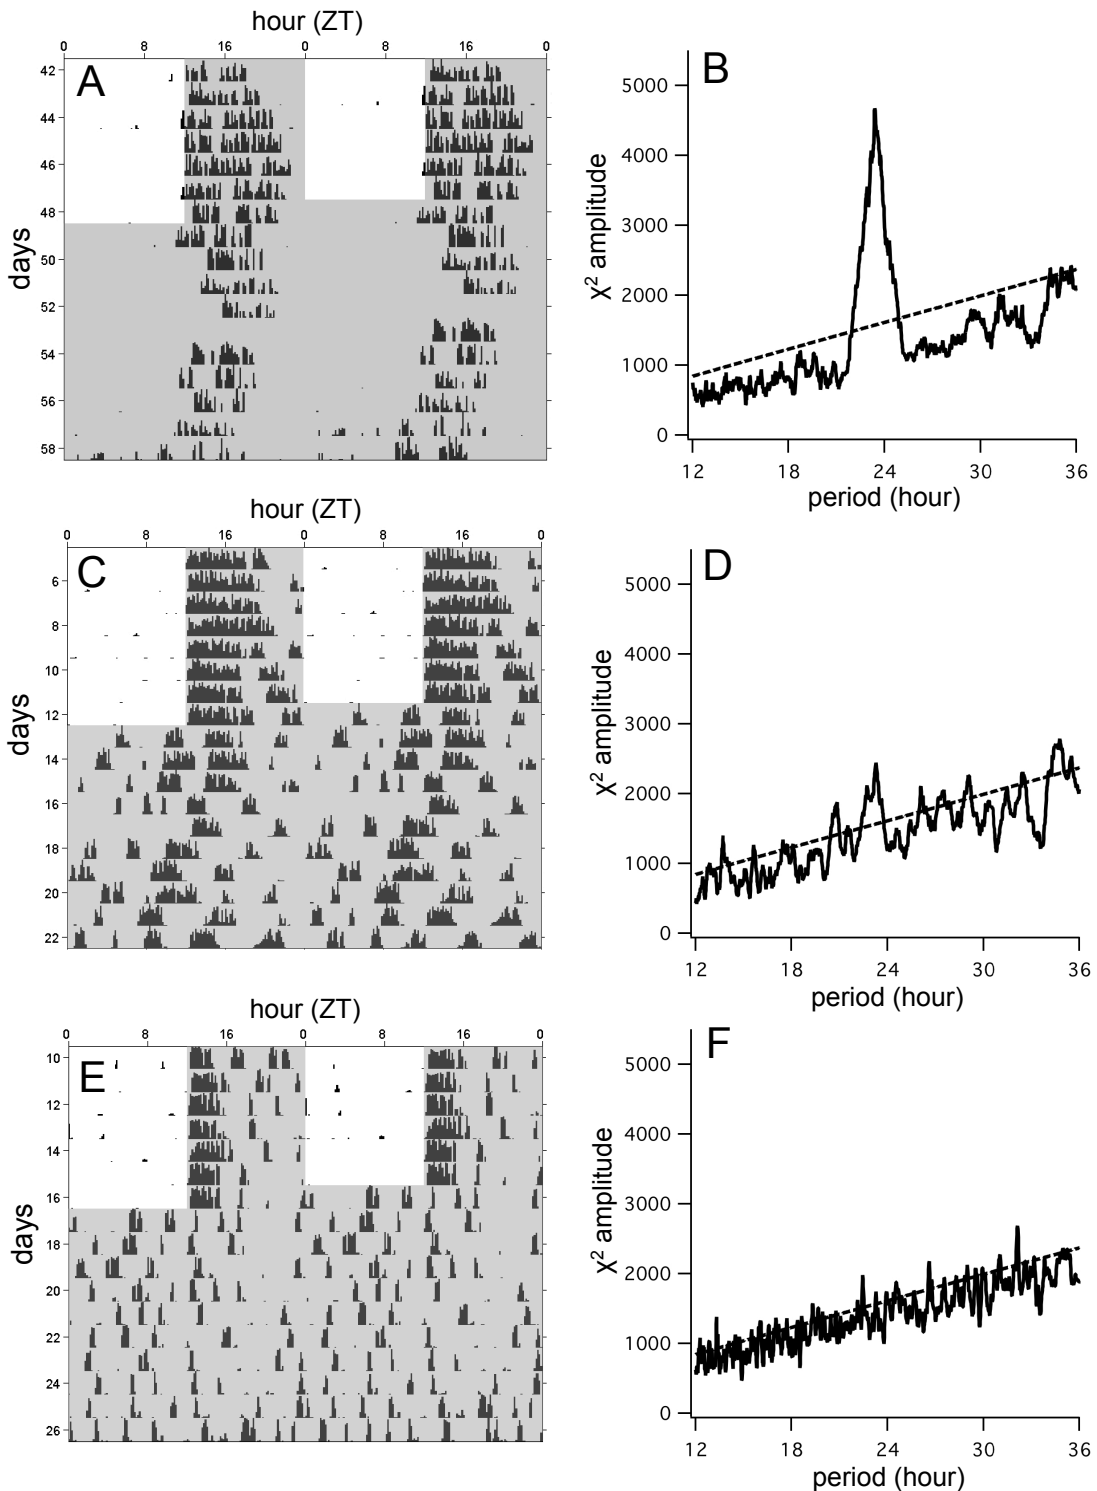 hour (ZT)
0 8 16 0 8 16 0
A
days
42
44
46
48
50
52
54
56
58
B
χ² amplitude
5000
4000
3000
2000
1000
0
12 18 24 30 36
period (hour)
hour (ZT)
0 8 16 0 8 16 0
C
days
6
8
10
12
14
16
18
20
22
D
χ² amplitude
5000
4000
3000
2000
1000
0
12 18 24 30 36
period (hour)
hour (ZT)
0 8 16 0 8 16 0
E
days
10
12
14
16
18
20
22
24
26
F
χ² amplitude
5000
4000
3000
2000
1000
0
12 18 24 30 36
period (hour)